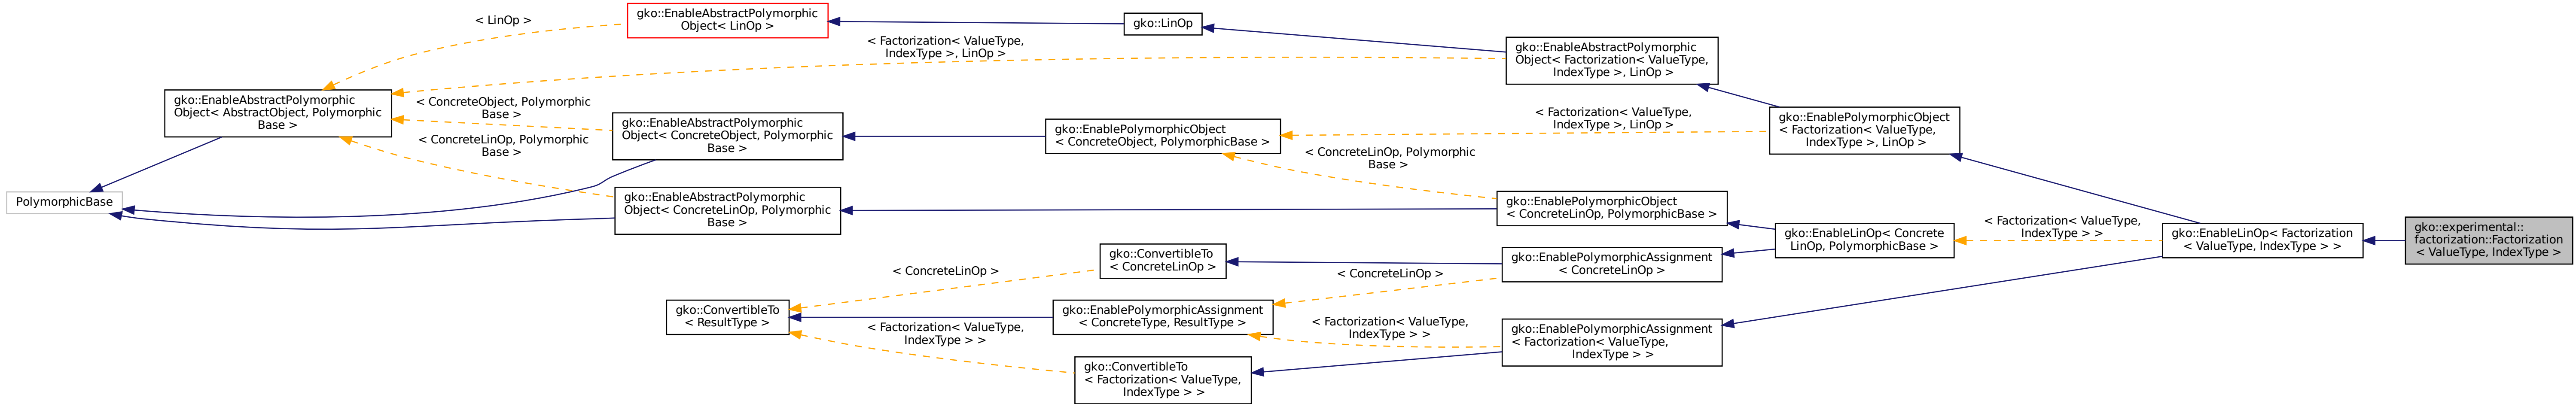 gko::EnableAbstractPolymorphic
Object< LinOp >
< LinOp >
gko::LinOp
< Factorization< ValueType,
IndexType >, LinOp >
gko::EnableAbstractPolymorphic
Object< Factorization< ValueType,
IndexType >, LinOp >
gko::EnableAbstractPolymorphic
Object< AbstractObject, Polymorphic
Base >
< ConcreteObject, Polymorphic
Base >
gko::EnableAbstractPolymorphic
Object< ConcreteObject, Polymorphic
Base >
gko::EnablePolymorphicObject
< ConcreteObject, PolymorphicBase >
< Factorization< ValueType,
IndexType >, LinOp >
gko::EnablePolymorphicObject
< Factorization< ValueType,
IndexType >, LinOp >
< ConcreteLinOp, Polymorphic
Base >
< ConcreteLinOp, Polymorphic
Base >
PolymorphicBase
gko::EnableAbstractPolymorphic
Object< ConcreteLinOp, Polymorphic
Base >
gko::EnablePolymorphicObject
< ConcreteLinOp, PolymorphicBase >
gko::EnableLinOp< Concrete
LinOp, PolymorphicBase >
< Factorization< ValueType,
IndexType > >
gko::EnableLinOp< Factorization
< ValueType, IndexType > >
gko::experimental::
factorization::Factorization
< ValueType, IndexType >
gko::ConvertibleTo
< ConcreteLinOp >
gko::EnablePolymorphicAssignment
< ConcreteLinOp >
< ConcreteLinOp >
< ConcreteLinOp >
gko::ConvertibleTo
< ResultType >
gko::EnablePolymorphicAssignment
< ConcreteType, ResultType >
< Factorization< ValueType,
IndexType > >
< Factorization< ValueType,
IndexType > >
gko::EnablePolymorphicAssignment
< Factorization< ValueType,
IndexType > >
gko::ConvertibleTo
< Factorization< ValueType,
IndexType > >